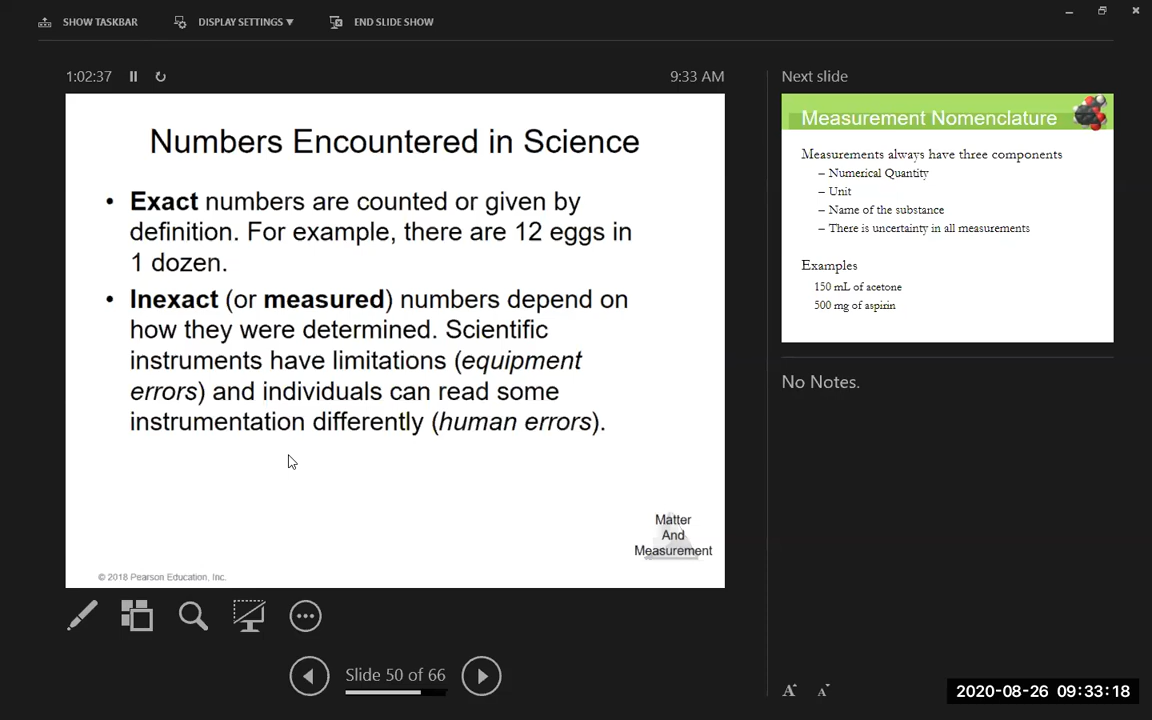 SHOW TASKBAR
DISPLAY SETTINGS ▼
END SLIDE SHOW
1:02:37
9:33 AM
Numbers Encountered in Science
• Exact numbers are counted or given by
definition. For example, there are 12 eggs in
1 dozen.
• Inexact (or measured) numbers depend on
how they were determined. Scientific
instruments have limitations (equipment
errors) and individuals can read some
instrumentation differently (human errors).
Matter
And
Measurement
© 2018 Pearson Education, Inc.
Slide 50 of 66
Next slide
Measurement Nomenclature
Measurements always have three components
– Numerical Quantity
– Unit
– Name of the substance
– There is uncertainty in all measurements
Examples
150 mL of acetone
500 mg of aspirin
No Notes.
A A
2020-08-26 09:33:18